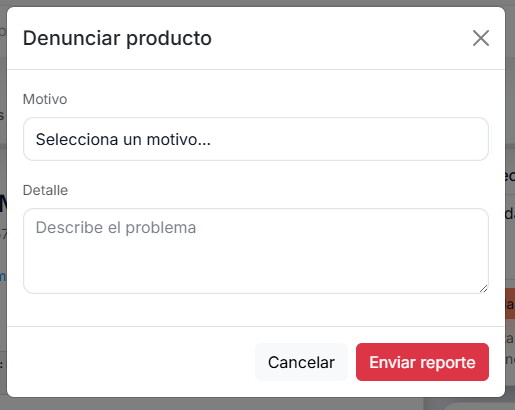 Denunciar producto
Motivo
Selecciona un motivo...
Detalle
Describe el problema
Cancelar
Enviar reporte